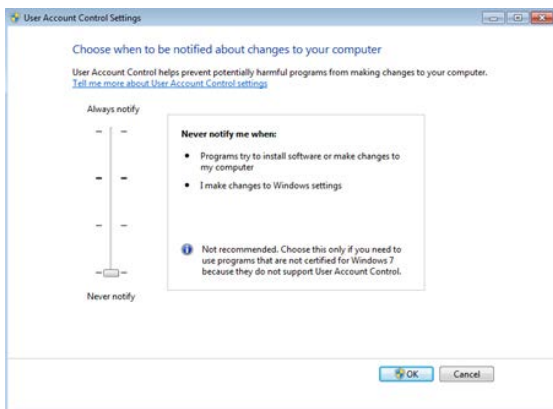 User Account Control Settings
Choose when to be notified about changes to your computer
User Account Control helps prevent potentially harmful programs from making changes to your computer.
Tell me more about User Account Control settings
Always notify
Never notify me when:
• Programs try to install software or make changes to
my computer
• I make changes to Windows settings
Not recommended. Choose this only if you need to
use programs that are not certified for Windows 7
because they do not support User Account Control.
Never notify
OK
Cancel